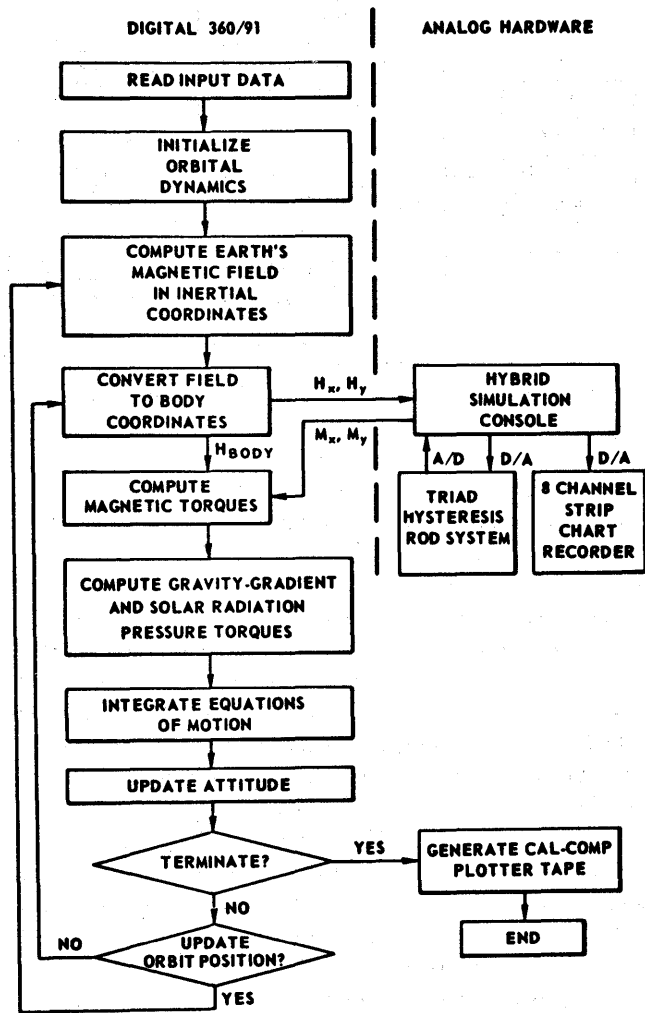 DIGITAL 360/91
ANALOG HARDWARE
READ INPUT DATA
INITIALIZE
ORBITAL
DYNAMICS
COMPUTE EARTH'S
MAGNETIC FIELD
IN INERTIAL
COORDINATES
CONVERT FIELD
TO BODY
COORDINATES
Hx, Hy
HYBRID
SIMULATION
CONSOLE
Mx, My
HBODY
A/D
D/A
D/A
COMPUTE
MAGNETIC TORQUES
TRIAD
HYSTERESIS
ROD SYSTEM
8 CHANNEL
STRIP
CHART
RECORDER
COMPUTE GRAVITY-GRADIENT
AND SOLAR RADIATION
PRESSURE TORQUES
INTEGRATE EQUATIONS
OF MOTION
UPDATE ATTITUDE
TERMINATE?
YES
GENERATE CAL-COMP
PLOTTER TAPE
NO
END
NO
UPDATE
ORBIT POSITION?
YES